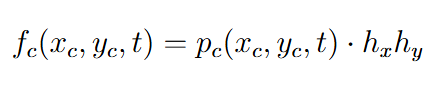 f_c(x_c, y_c, t) = p_c(x_c, y_c, t) · h_x h_y